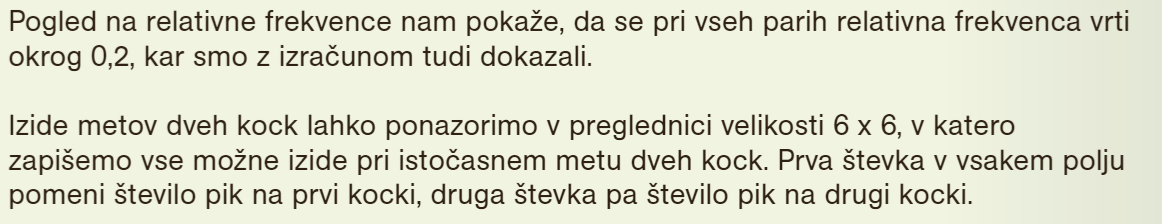 Pogled na relativne frekvence nam pokaže, da se pri vseh parih relativna frekvenca vrti
okrog 0,2, kar smo z izračunom tudi dokazali.
Izide metov dveh kock lahko ponazorimo v preglednici velikosti 6 x 6, v katero
zapišemo vse možne izide pri istočasnem metu dveh kock. Prva števka v vsakem polju
pomeni število pik na prvi kocki, druga števka pa število pik na drugi kocki.